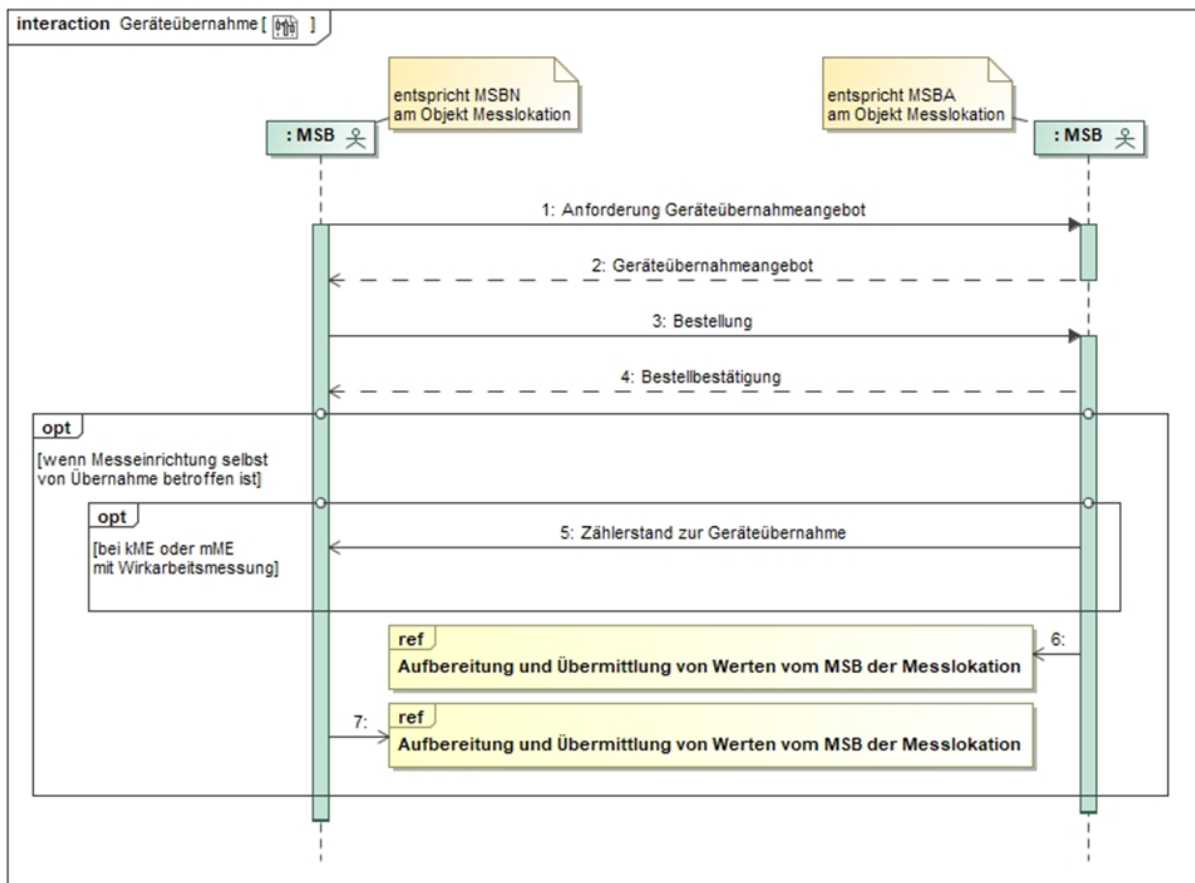 interaction Geräteübernahme [ ]
entspricht MSBN
am Objekt Messlokation
entspricht MSBA
am Objekt Messlokation
: MSB
: MSB
1: Anforderung Geräteübernahmeangebot
2: Geräteübernahmeangebot
3: Bestellung
4: Bestellbestätigung
opt
[wenn Messeinrichtung selbst
von Übernahme betroffen ist]
opt
5: Zählerstand zur Geräteübernahme
[bei kME oder mME
mit Wirkarbeitsmessung]
ref
6:
Aufbereitung und Übermittlung von Werten vom MSB der Messlokation
7:
ref
Aufbereitung und Übermittlung von Werten vom MSB der Messlokation